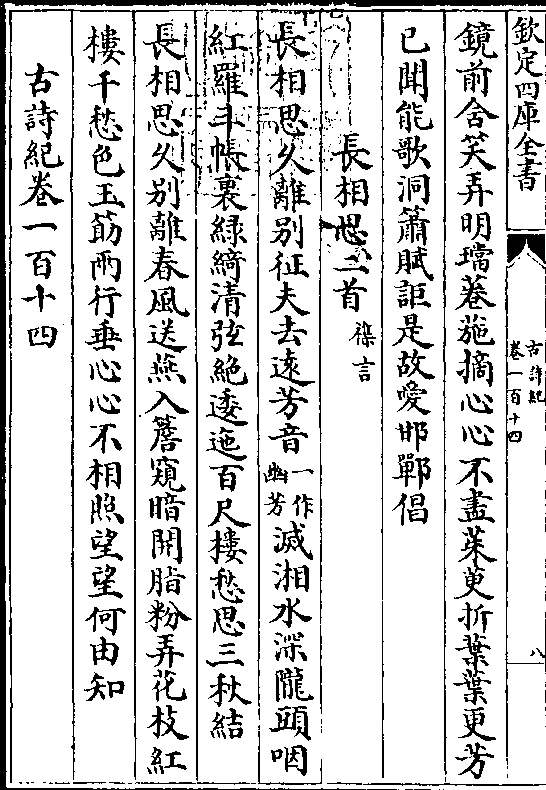 欽定四庫全書
古詩紀
卷一百十四
八
鏡前含笑弄明璫葹摘心心不盡茱萸折葉葉更芳
已聞能歌洞簫賦詎是故愛邯鄲倡
長相思二首
雜言
長相思久離別征夫去遠芳音一作幽芳滅湘水深隴頭咽
紅羅斗帳裏緑綺清弦絶逶迤百尺樓愁思三秋結
長相思久别離春風送燕入簷窺暗開脂粉弄花枝紅
樓千愁色玉筯兩行垂心心不相照望望何由知
古詩紀卷一百十四